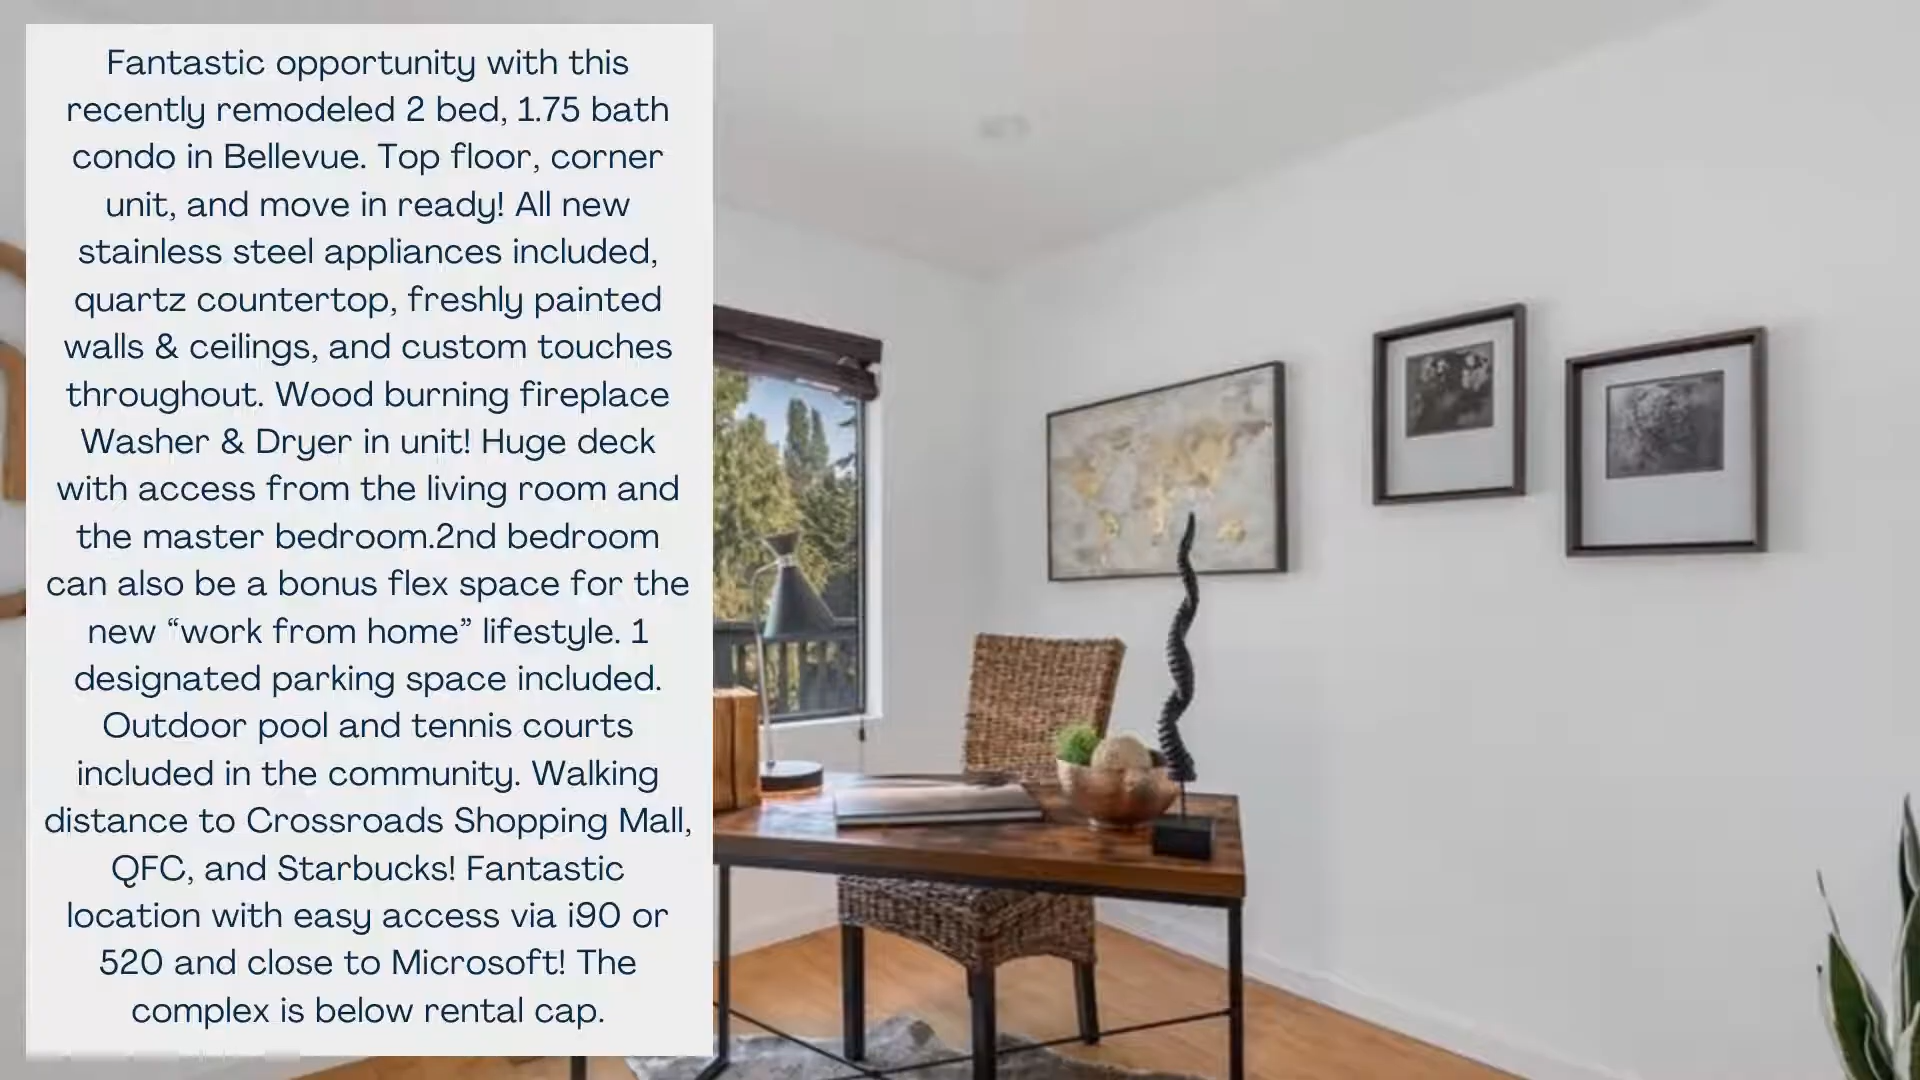 Fantastic opportunity with this
recently remodeled 2 bed, 1.75 bath
condo in Bellevue. Top floor, corner
unit, and move in ready! All new
stainless steel appliances included,
quartz countertop, freshly painted
walls & ceilings, and custom touches
throughout. Wood burning fireplace
Washer & Dryer in unit! Huge deck
with access from the living room and
the master bedroom.2nd bedroom
can also be a bonus flex space for the
new “work from home” lifestyle. 1
designated parking space included.
Outdoor pool and tennis courts
included in the community. Walking
distance to Crossroads Shopping Mall,
QFC, and Starbucks! Fantastic
location with easy access via i90 or
520 and close to Microsoft! The
complex is below rental cap.